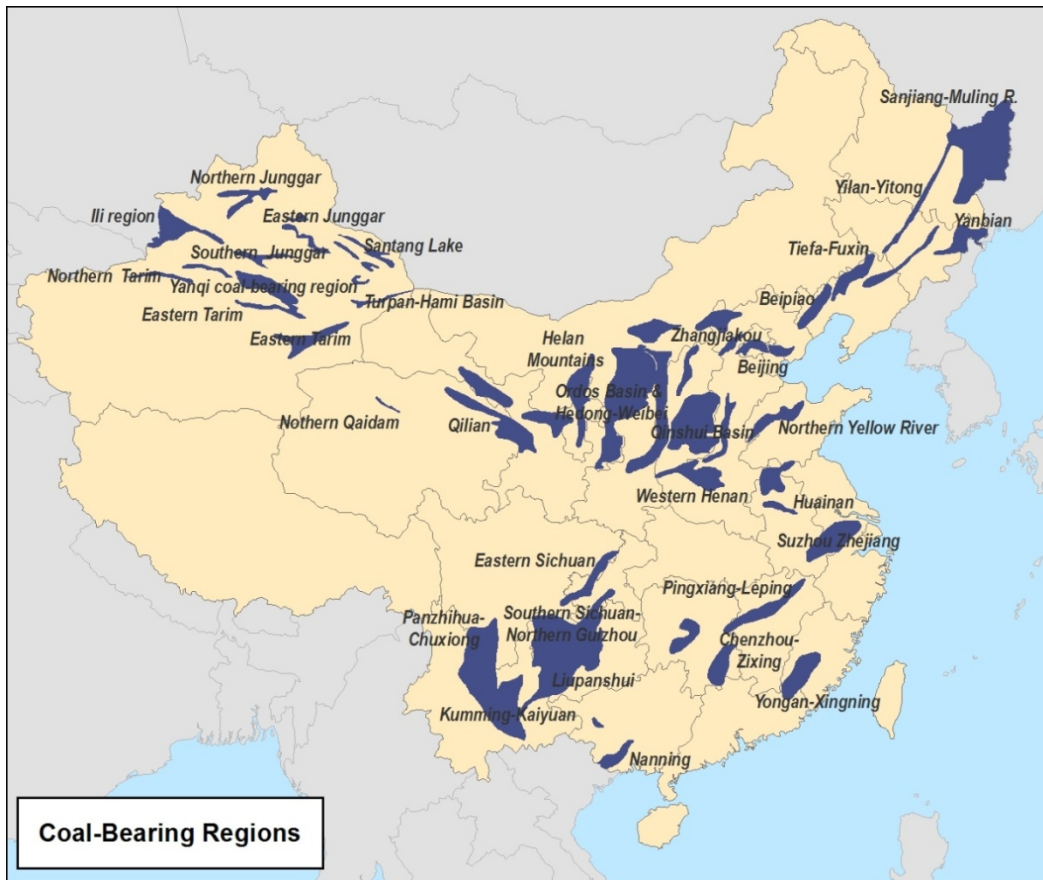 Sanjiang-Muling R.
Northern Junggar
Yilan-Yitong
Ili region
Eastern Junggar
Yanbian
Southern Junggar
Santang Lake
Tiefa-Fuxin
Northern Tarim
Yanqi coal-bearing region
Beipiao
Eastern Tarim
Turpan-Hami Basin
Eastern Tarim
Helan
Mountains
Zhangjiakou
Beijing
Ordos Basin &
Hedong-Weibei
Nothern Qaidam
Qilian
Qinshui Basin
Northern Yellow River
Western Henan
Huainan
Suzhou Zhejiang
Eastern Sichuan
Pingxiang-Leping
Panzhihua-
Chuxiong
Southern Sichuan-
Northern Guizhou
Chenzhou-
Zixing
Liupanshui
Yongan-Xingning
Kumming-Kaiyuan
Nanning
Coal-Bearing Regions